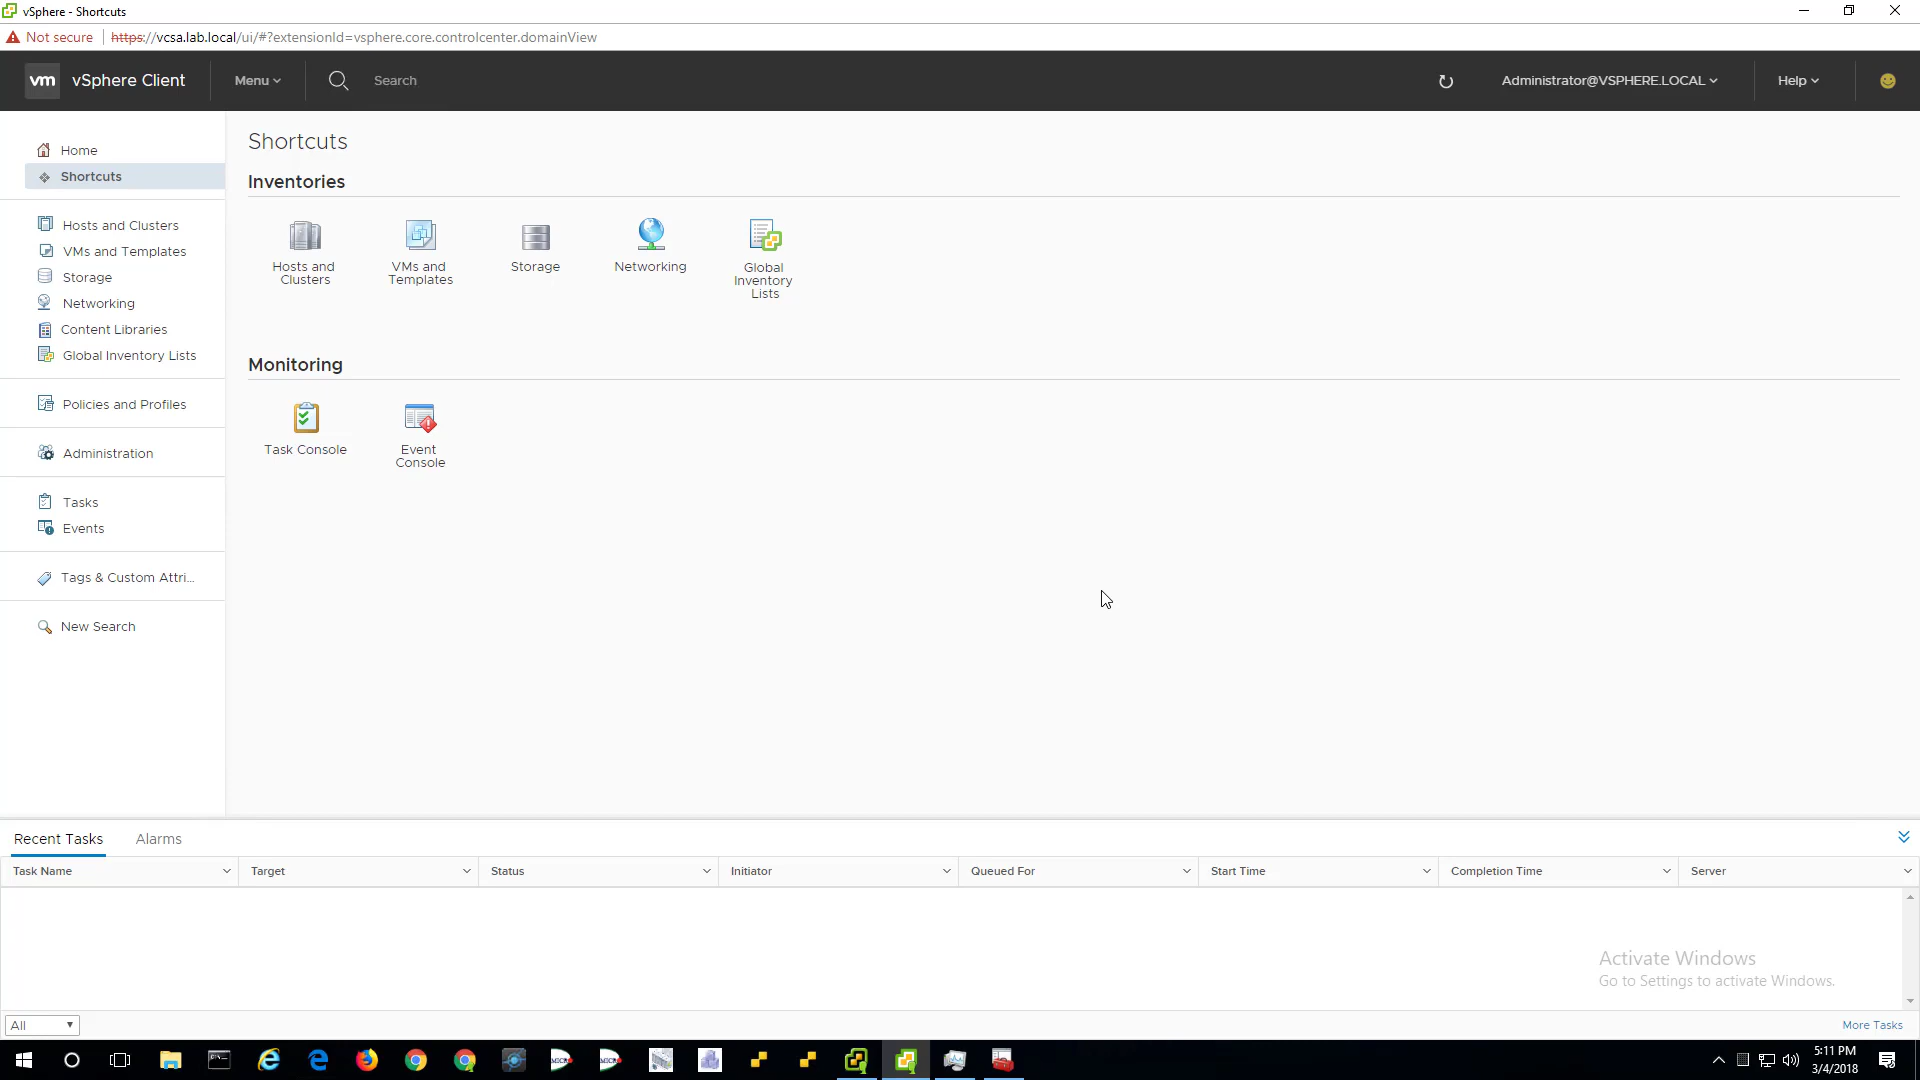 vSphere - Shortcuts
Not secure
https://vcsa.lab.local/ui/#?extensionId=vsphere.core.controlcenter.domainView
vm
vSphere Client
Menu
Search
Administrator@VSPHERE.LOCAL
Help
Home
Shortcuts
Hosts and Clusters
VMs and Templates
Storage
Networking
Content Libraries
Global Inventory Lists
Policies and Profiles
Administration
Tasks
Events
Tags & Custom Attri...
New Search
Shortcuts
Inventories
Hosts and
Clusters
VMs and
Templates
Storage
Networking
Global
Inventory
Lists
Monitoring
Task Console
Event
Console
Recent Tasks
Alarms
Task Name
Target
Status
Initiator
Queued For
Start Time
Completion Time
Server
Activate Windows
Go to Settings to activate Windows.
All
More Tasks
5:11 PM
3/4/2018